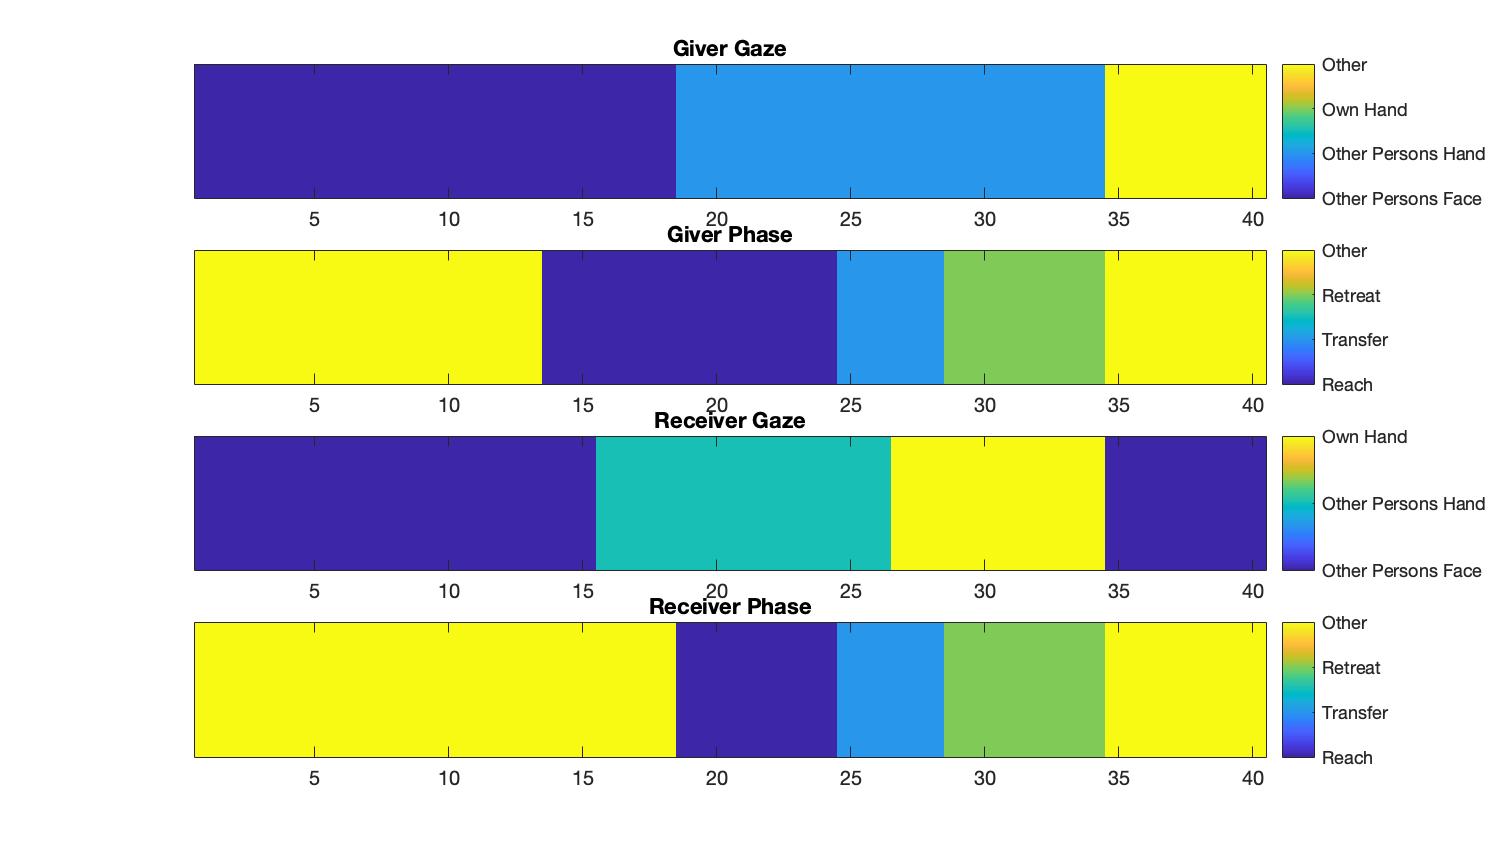 Giver Gaze
Other
Own Hand
Other Persons Hand
Other Persons Face
5 10 15 20 25 30 35 40
Giver Phase
Other
Retreat
Transfer
Reach
5 10 15 20 25 30 35 40
Receiver Gaze
Own Hand
Other Persons Hand
Other Persons Face
5 10 15 20 25 30 35 40
Receiver Phase
Other
Retreat
Transfer
Reach
5 10 15 20 25 30 35 40